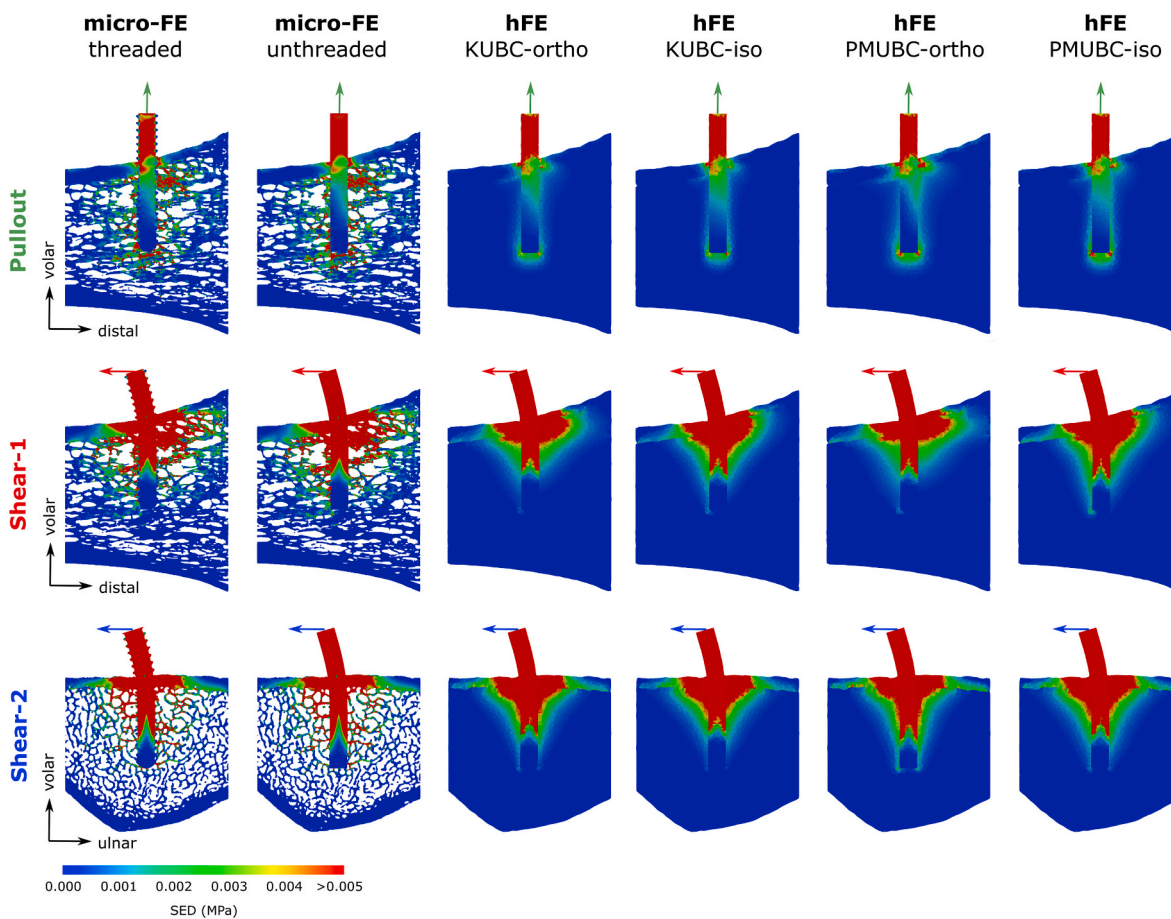 micro-FE
threaded
micro-FE
unthreaded
hFE
KUBC-ortho
hFE
KUBC-iso
hFE
PMUBC-ortho
hFE
PMUBC-iso
Pullout
volar
distal
Shear-1
volar
distal
Shear-2
volar
ulnar
0.000 0.001 0.002 0.003 0.004 >0.005
SED (MPa)